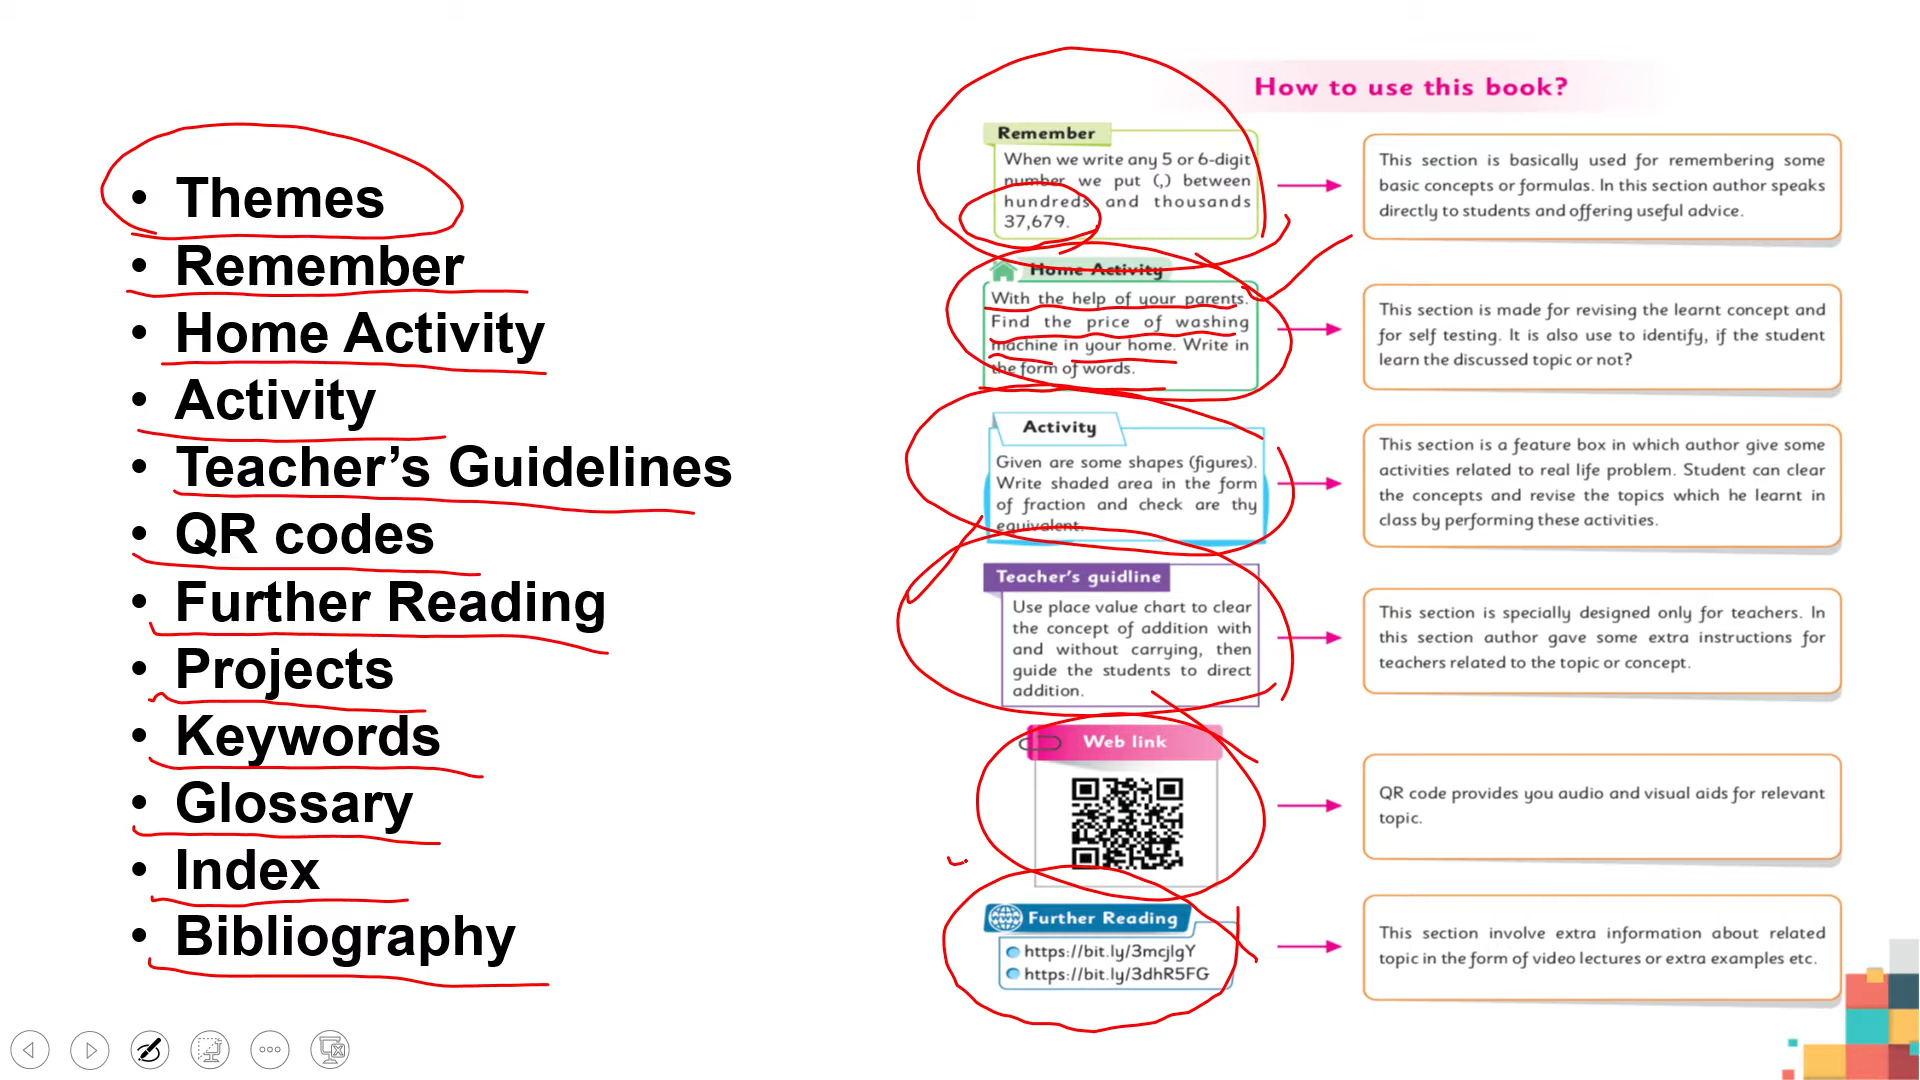 • Themes
• Remember
• Home Activity
• Activity
• Teacher’s Guidelines
• QR codes
• Further Reading
• Projects
• Keywords
• Glossary
• Index
• Bibliography
How to use this book?
Remember
When we write any 5 or 6-digit
number we put (,) between
hundreds and thousands
37,679.
This section is basically used for remembering some
basic concepts or formulas. In this section author speaks
directly to students and offering useful advice.
Home Activity
With the help of your parents.
Find the price of washing
machine in your home. Write in
the form of words.
This section is made for revising the learnt concept and
for self testing. It is also use to identify, if the student
learn the discussed topic or not?
Activity
Given are some shapes (figures).
Write shaded area in the form
of fraction and check are thy
equivalent.
This section is a feature box in which author give some
activities related to real life problem. Student can clear
the concepts and revise the topics which he learnt in
class by performing these activities.
Teacher’s guidline
Use place value chart to clear
the concept of addition with
and without carrying, then
guide the students to direct
addition.
This section is specially designed only for teachers. In
this section author gave some extra instructions for
teachers related to the topic or concept.
Web link
QR code provides you audio and visual aids for relevant
topic.
Further Reading
https://bit.ly/3mcjlgY
https://bit.ly/3dhR5FG
This section involve extra information about related
topic in the form of video lectures or extra examples etc.